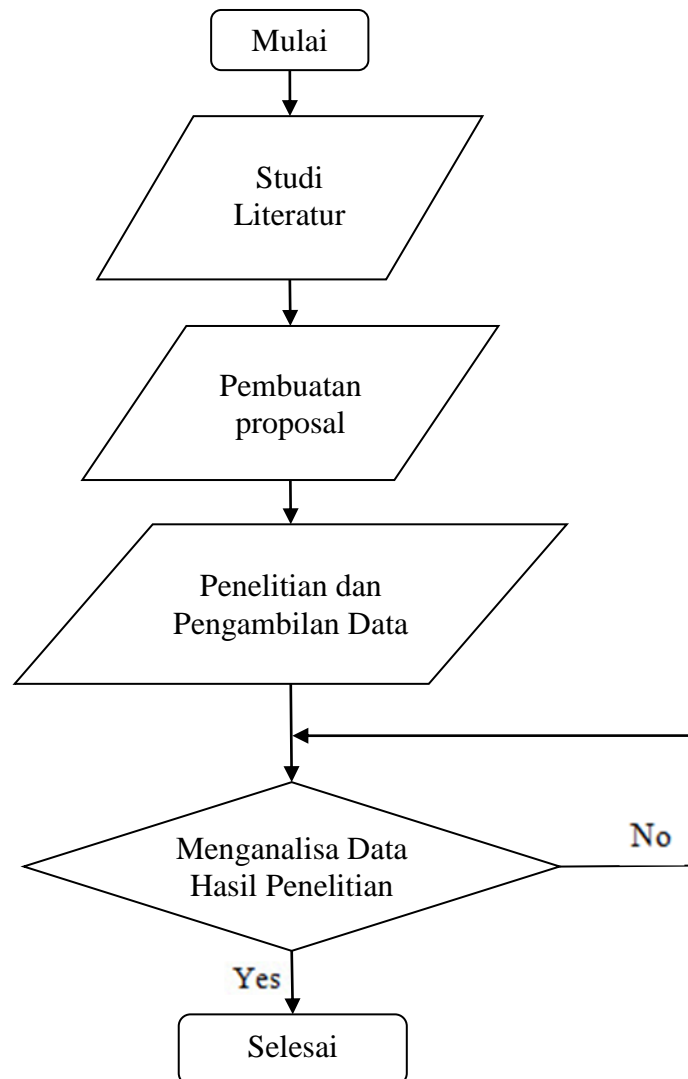 Mulai
Studi
Literatur
Pembuatan
proposal
Penelitian dan
Pengambilan Data
Menganalisa Data
Hasil Penelitian
No
Yes
Selesai